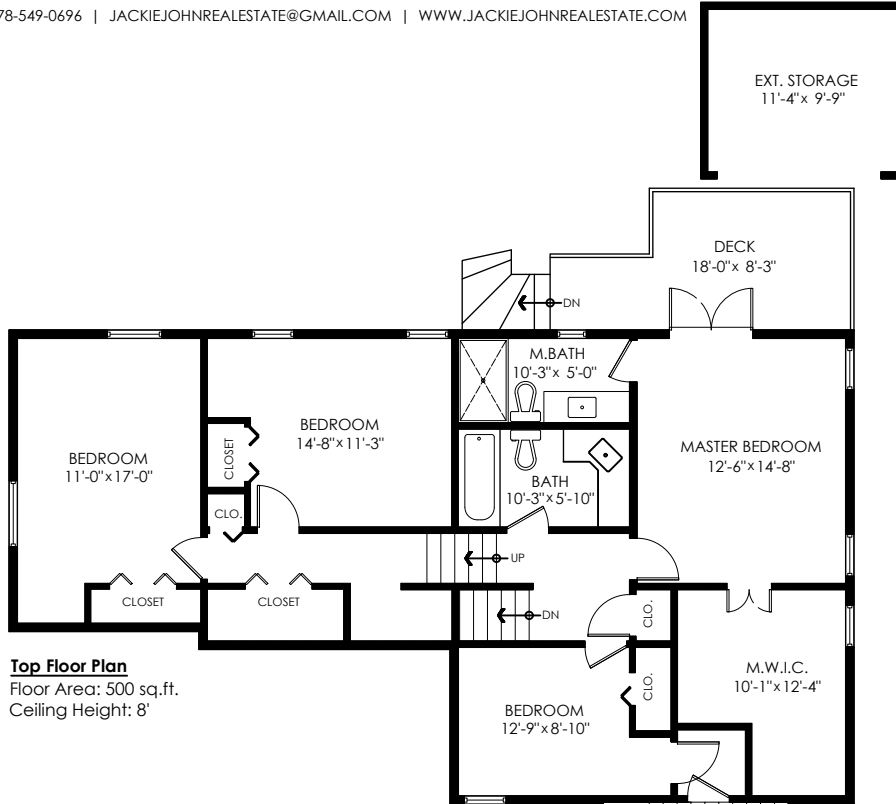 78-549-0696 | JACKIEJOHNREALESTATE@GMAIL.COM | WWW.JACKIEJOHNREALESTATE.COM
EXT. STORAGE
11'-4"x 9'-9"
DECK
18'-0"x 8'-3"
DN
M.BATH
10'-3"x 5'-0"
BEDROOM
14'-8"x11'-3"
BEDROOM
11'-0"x17'-0"
CLOSET
MASTER BEDROOM
12'-6"x14'-8"
BATH
10'-3"x5'-10"
CLO.
UP
CLOSET
CLOSET
DN
CLO.
Top Floor Plan
Floor Area: 500 sq.ft.
Ceiling Height: 8'
M.W.I.C.
10'-1"x12'-4"
CLO.
BEDROOM
12'-9"x8'-10"